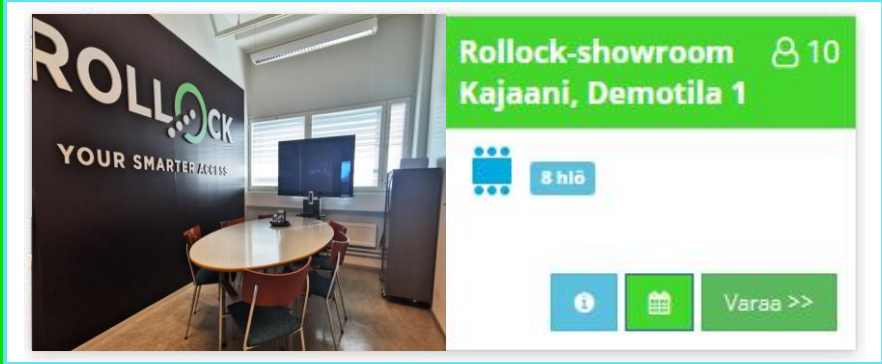 ROLLOCK
YOUR SMARTER ACCESS
Rollock-showroom 10
Kajaani, Demotila 1
8 hlö
Varaa >>